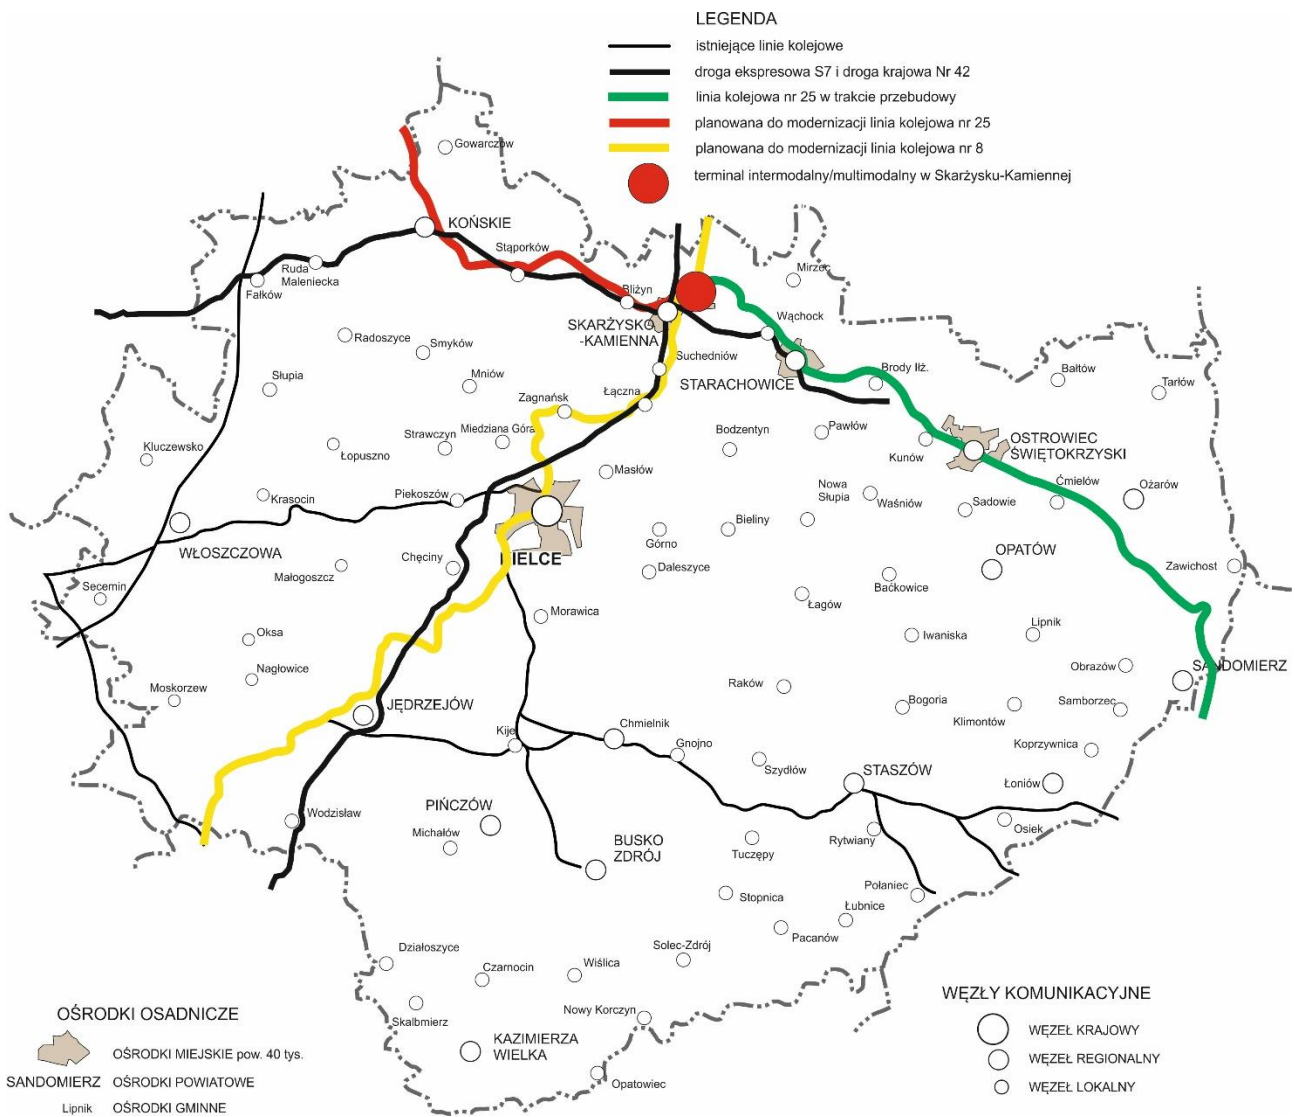 LEGENDA
istniejące linie kolejowe
droga ekspresowa S7 i droga krajowa Nr 42
linia kolejowa nr 25 w trakcie przebudowy
planowana do modernizacji linia kolejowa nr 25
planowana do modernizacji linia kolejowa nr 8
terminal intermodalny/multimodalny w Skarżysku-Kamiennej
Gowarczów
KOŃSKIE
Stąporków
Ruda
Maleniecka
Fałków
Mirzec
Bliżyn
SKARŻYSKO
-KAMIENNA
Wąchock
Radoszyce
Smyków
Suchedniów
STARACHOWICE
Brody Iłż.
Bałtów
Tarłów
Słupia
Mniów
Łączna
Zagnańsk
Kluczewsko
Łopuszno
Strawczyn
Miedziana Góra
Bodzentyn
Pawłów
Kunów
OSTROWIEC
ŚWIĘTOKRZYSKI
Masłów
Krasocin
Piekoszów
Nowa
Słupia
Waśniów
Sadowie
Ćmielów
Ożarów
WŁOSZCZOWA
KIELCE
Górno
Bieliny
OPATÓW
Chęciny
Małogoszcz
Daleszyce
Baćkowice
Zawichost
Secemin
Łagów
Morawica
Oksa
Iwaniska
Lipnik
Nagłowice
Obrazów
SANDOMIERZ
Moskorzew
Raków
Bogoria
Klimontów
Samborzec
JĘDRZEJÓW
Kije
Chmielnik
Gnojno
Koprzywnica
Szydłów
STASZÓW
Łoniów
Wodzisław
PIŃCZÓW
Michałów
BUSKO
ZDRÓJ
Tuczępy
Rytwiany
Osiek
Stopnica
Połaniec
Łubnice
Pacanów
Działoszyce
Czarnocin
Wiślica
Solec-Zdrój
Skalbmierz
Nowy Korczyn
KAZIMIERZA
WIELKA
Opatowiec
OŚRODKI OSADNICZE
OŚRODKI MIEJSKIE pow. 40 tys.
SANDOMIERZ OŚRODKI POWIATOWE
Lipnik OŚRODKI GMINNE
WĘZŁY KOMUNIKACYJNE
WĘZEŁ KRAJOWY
WĘZEŁ REGIONALNY
WĘZEŁ LOKALNY